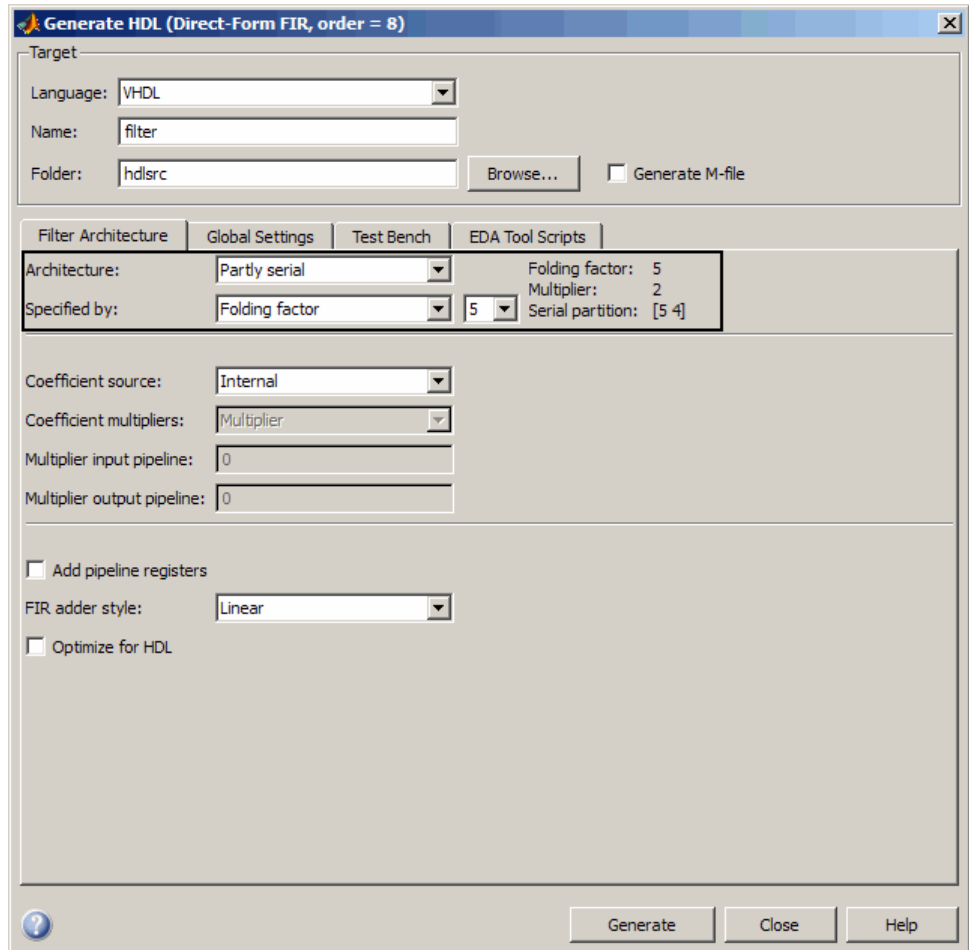 Generate HDL (Direct-Form FIR, order = 8)
Target
Language: VHDL
Name: filter
Folder: hdlsrc Browse... Generate M-file
Filter Architecture Global Settings Test Bench EDA Tool Scripts
Architecture: Partly serial Folding factor: 5
Multiplier: 2
Specified by: Folding factor 5 Serial partition: [5 4]
Coefficient source: Internal
Coefficient multipliers: Multiplier
Multiplier input pipeline: 0
Multiplier output pipeline: 0
Add pipeline registers
FIR adder style: Linear
Optimize for HDL
? Generate Close Help